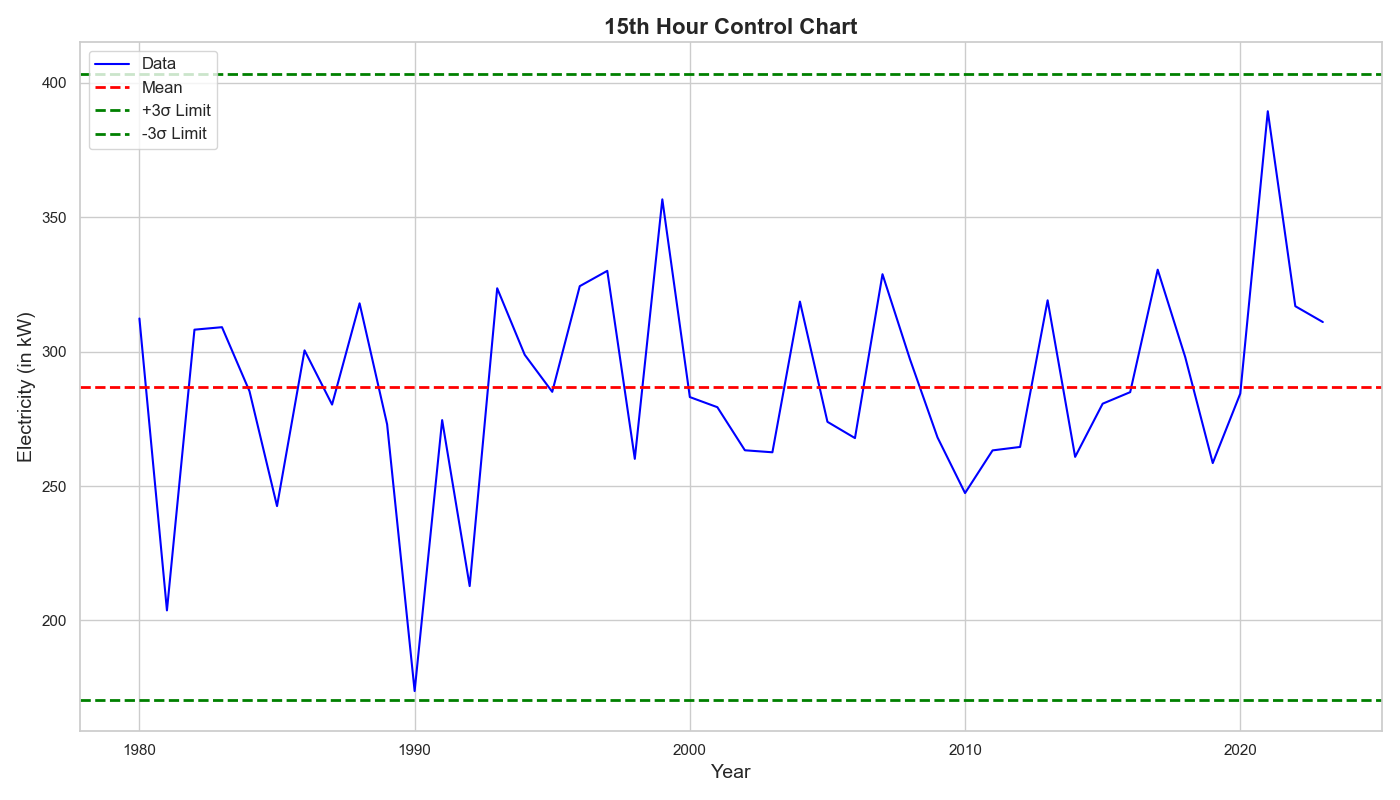 15th Hour Control Chart
Data
Mean
+3σ Limit
-3σ Limit
400
350
300
250
200
Electricity (in kW)
1980
1990
2000
2010
2020
Year